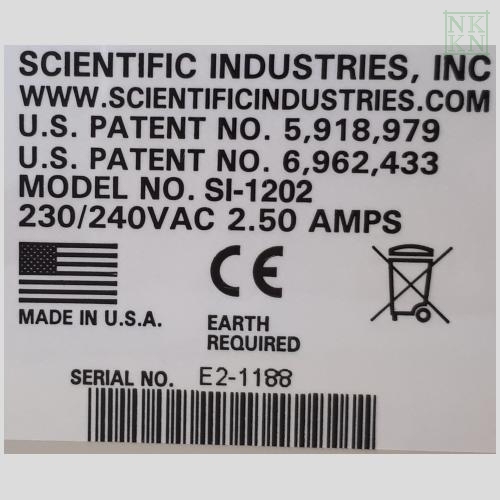 NK
KN
SCIENTIFIC INDUSTRIES, INC
WWW.SCIENTIFICINDUSTRIES.COM
U.S. PATENT NO. 5,918,979
U.S. PATENT NO. 6,962,433
MODEL NO. SI-1202
230/240VAC 2.50 AMPS
CE
MADE IN U.S.A.
EARTH
REQUIRED
SERIAL NO. E2-1188